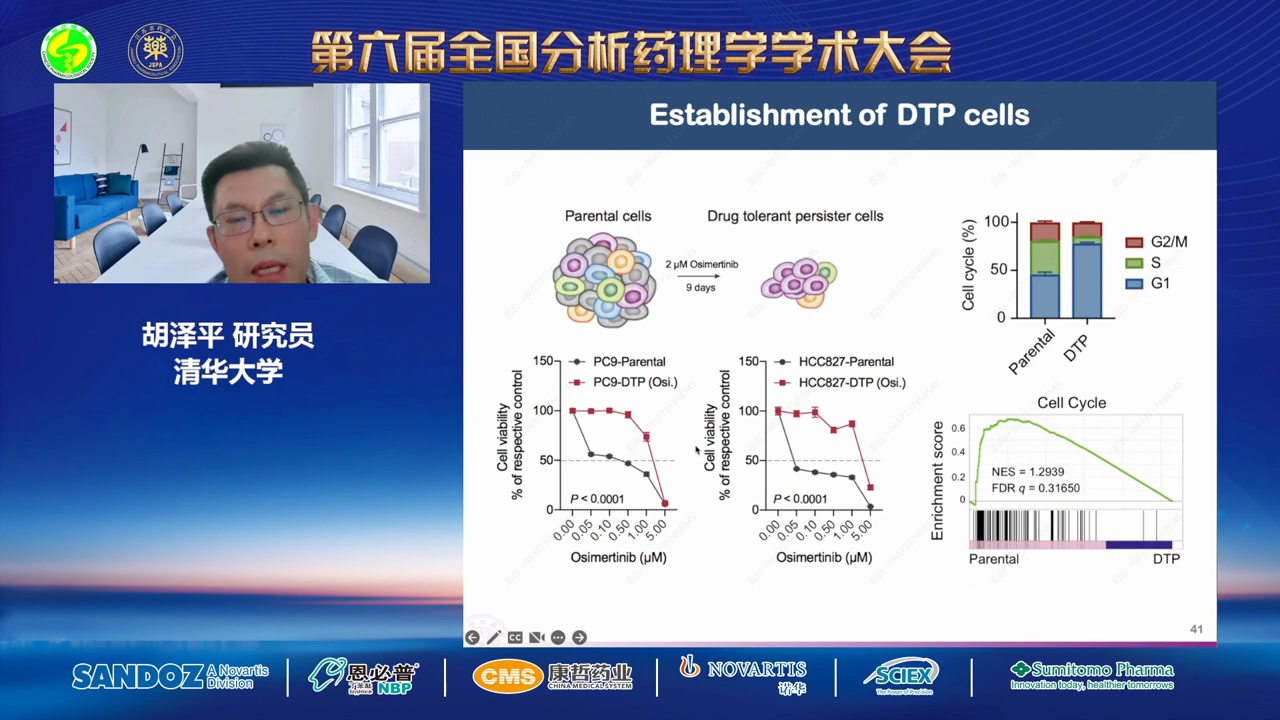 第六届全国分析药理学学术大会
JSPA
胡泽平 研究员
清华大学
Establishment of DTP cells
Parental cells
Drug tolerant persister cells
2 μM Osimertinib
9 days
Cell cycle (%)
100
50
0
Parental
DTP
G2/M
S
G1
Cell viability
% of respective control
150
100
50
0
PC9-Parental
PC9-DTP (Osi.)
P < 0.0001
0.00
0.05
0.10
0.50
1.00
5.00
Osimertinib (μM)
Cell viability
% of respective control
150
100
50
0
HCC827-Parental
HCC827-DTP (Osi.)
P < 0.0001
0.00
0.05
0.10
0.50
1.00
5.00
Osimertinib (μM)
Cell Cycle
Enrichment score
0.6
0.4
0.2
0
NES = 1.2939
FDR q = 0.31650
Parental
DTP
41
SANDOZ A Novartis
Division
恩必普
NBP
CMS 康哲药业
CHINA MEDICAL SYSTEM
NOVARTIS
诺华
SCIEX
The Power of Precision
Sumitomo Pharma
Innovation today, healthier tomorrows